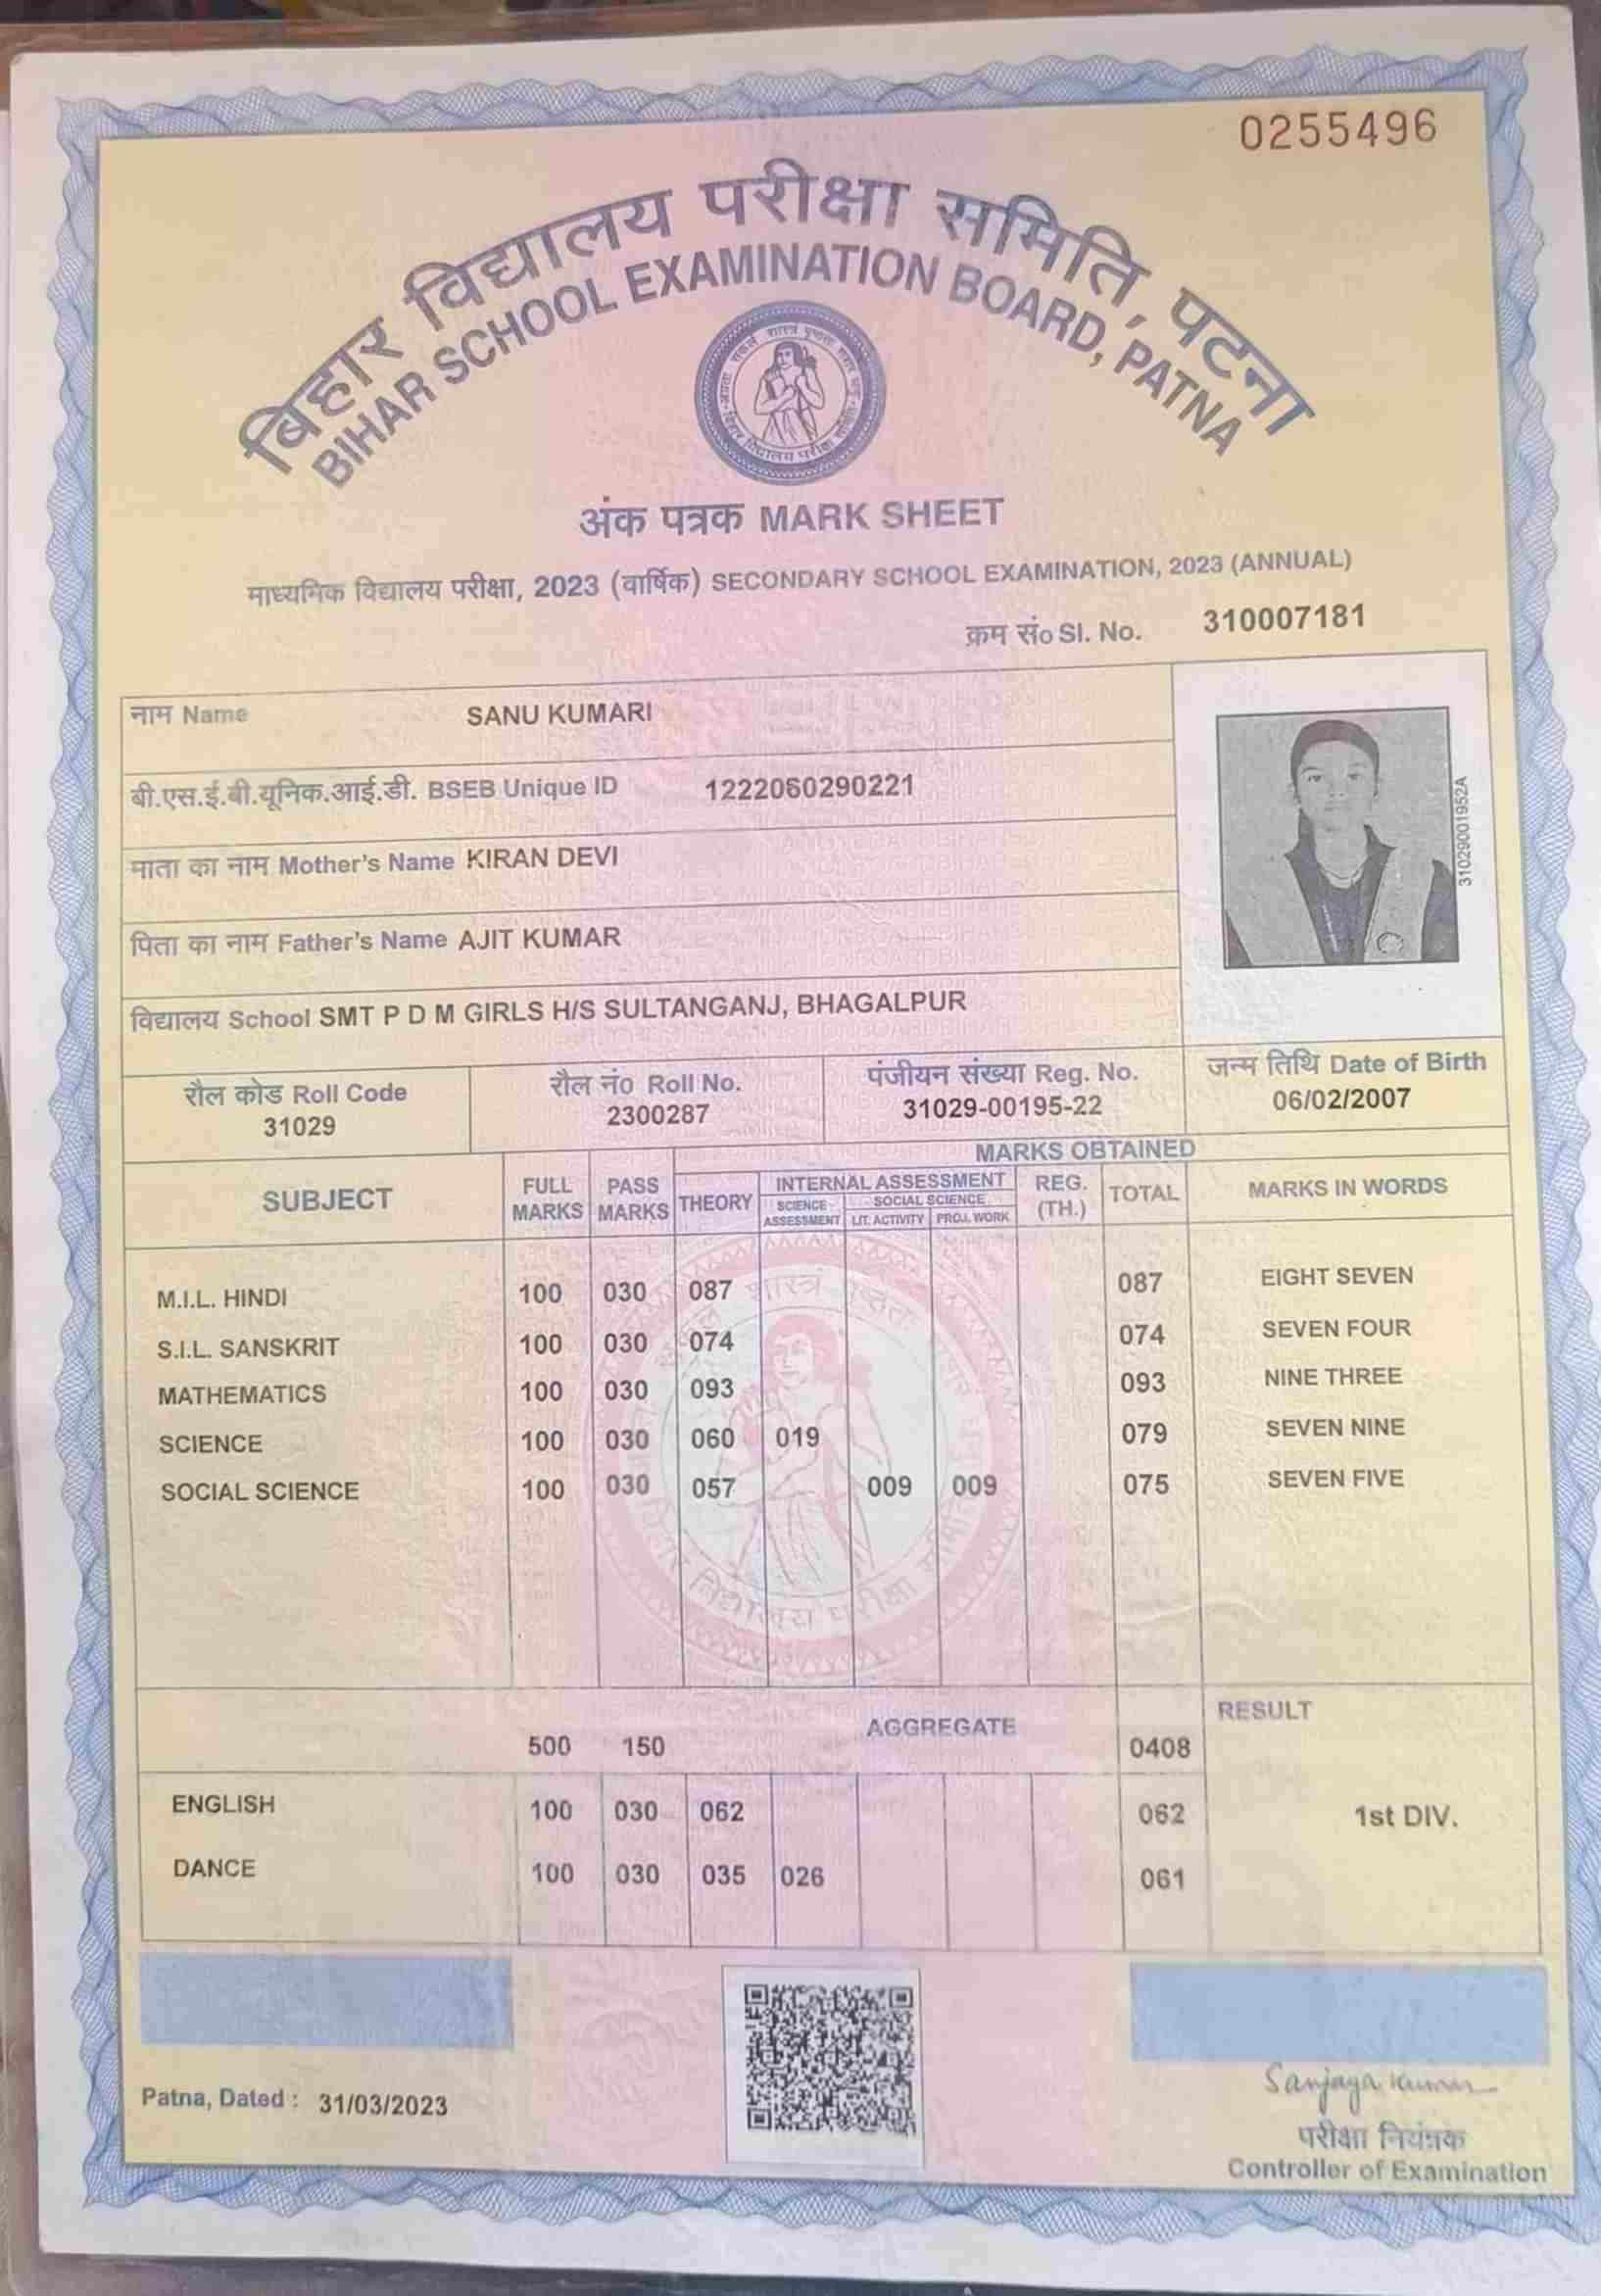 0255496
बिहार विद्यालय परीक्षा समिति, पटना
BIHAR SCHOOL EXAMINATION BOARD, PATNA
अंक पत्रक MARK SHEET
माध्यमिक विद्यालय परीक्षा, 2023 (वार्षिक) SECONDARY SCHOOL EXAMINATION, 2023 (ANNUAL)
क्रम सं० Sl. No. 310007181
नाम Name SANU KUMARI
बी.एस.ई.बी.यूनिक.आई.डी. BSEB Unique ID 1222060290221
माता का नाम Mother's Name KIRAN DEVI
पिता का नाम Father's Name AJIT KUMAR
विद्यालय School SMT P D M GIRLS H/S SULTANGANJ, BHAGALPUR
31029001952A
रौल कोड Roll Code रौल नं० Roll No. पंजीयन संख्या Reg. No. जन्म तिथि Date of Birth
31029 2300287 31029-00195-22 06/02/2007
MARKS OBTAINED
SUBJECT FULL MARKS PASS MARKS THEORY INTERNAL ASSESSMENT SCIENCE ASSESSMENT SOCIAL SCIENCE LIT. ACTIVITY PROJ. WORK REG. (TH.) TOTAL MARKS IN WORDS
M.I.L. HINDI 100 030 087 087 EIGHT SEVEN
S.I.L. SANSKRIT 100 030 074 074 SEVEN FOUR
MATHEMATICS 100 030 093 093 NINE THREE
SCIENCE 100 030 060 019 079 SEVEN NINE
SOCIAL SCIENCE 100 030 057 009 009 075 SEVEN FIVE
500 150 AGGREGATE 0408 RESULT
ENGLISH 100 030 062 062 1st DIV.
DANCE 100 030 035 026 061
Patna, Dated : 31/03/2023
Sanjaya Kumar
परीक्षा नियंत्रक
Controller of Examination